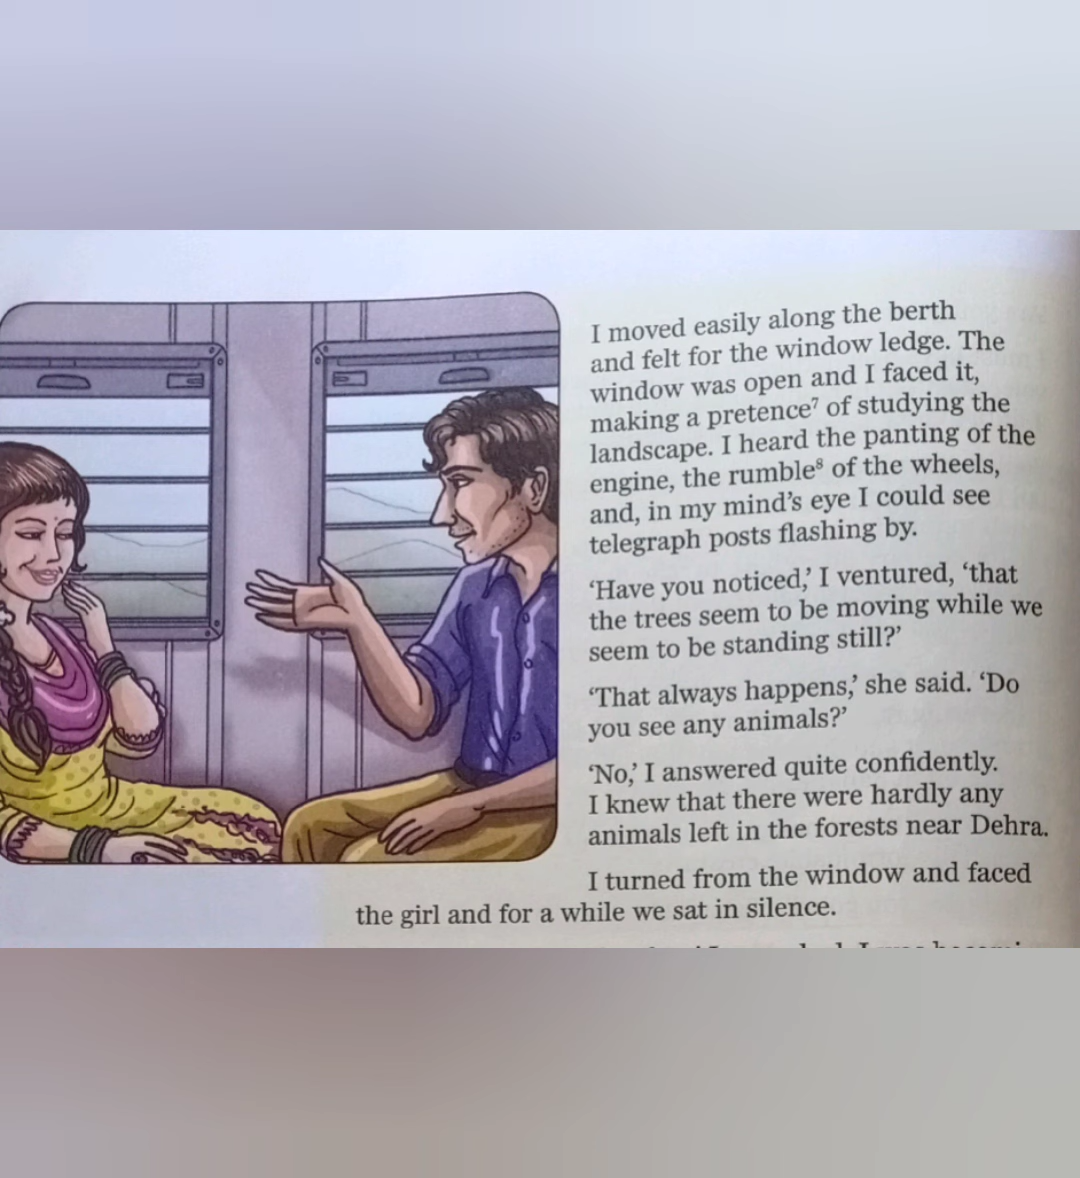 I moved easily along the berth
and felt for the window ledge. The
window was open and I faced it,
making a pretence⁷ of studying the
landscape. I heard the panting of the
engine, the rumble⁸ of the wheels,
and, in my mind’s eye I could see
telegraph posts flashing by.
‘Have you noticed,’ I ventured, ‘that
the trees seem to be moving while we
seem to be standing still?’
‘That always happens,’ she said. ‘Do
you see any animals?’
‘No,’ I answered quite confidently.
I knew that there were hardly any
animals left in the forests near Dehra.
I turned from the window and faced
the girl and for a while we sat in silence.